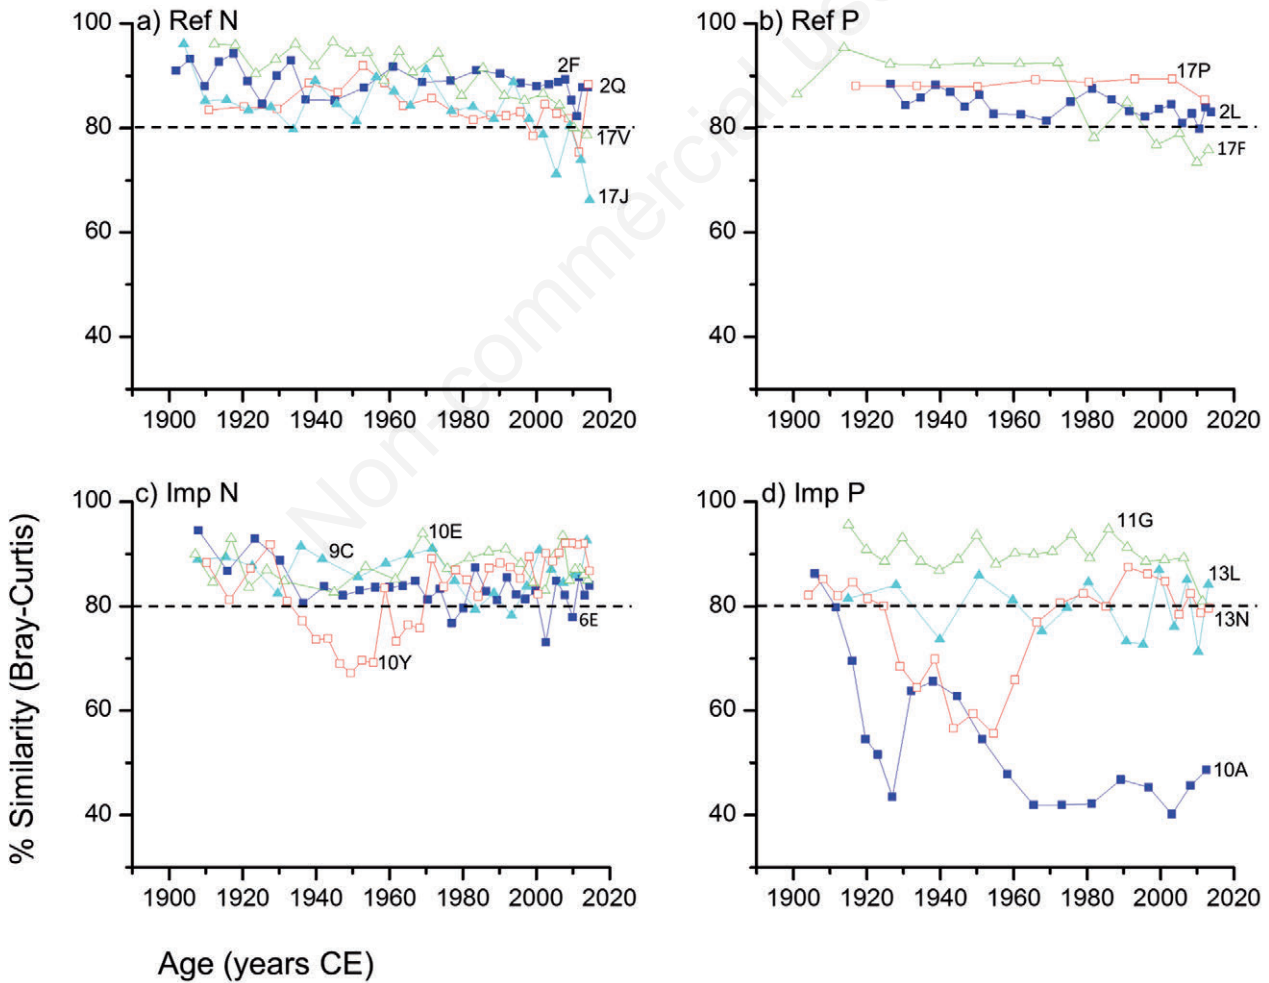 Non-commercial us
a) Ref N
100
80
60
40
2F
2Q
17V
17J
1900 1920 1940 1960 1980 2000 2020
b) Ref P
100
80
60
40
17P
2L
17F
1900 1920 1940 1960 1980 2000 2020
c) Imp N
100
80
60
40
9C
10E
10Y
6E
1900 1920 1940 1960 1980 2000 2020
d) Imp P
100
80
60
40
11G
13L
13N
10A
1900 1920 1940 1960 1980 2000 2020
% Similarity (Bray-Curtis)
Age (years CE)